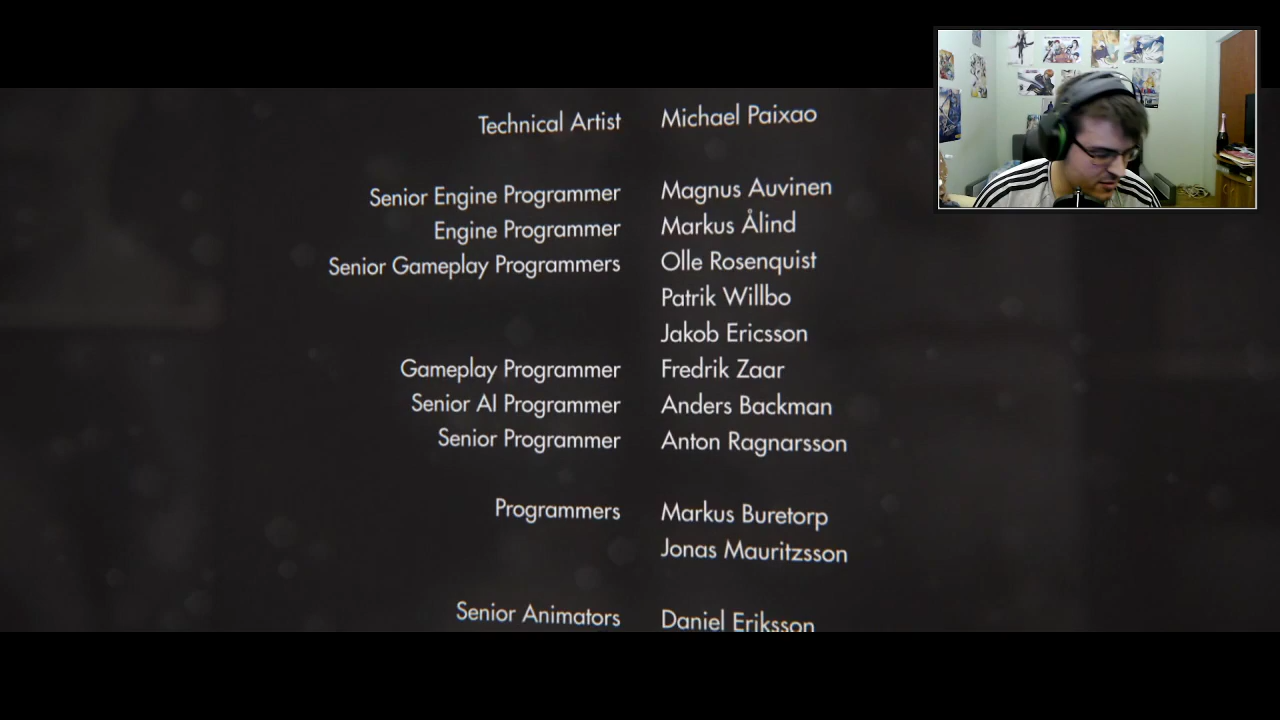 Technical Artist Michael Paixao
Senior Engine Programmer Magnus Auvinen
Engine Programmer Markus Ålind
Senior Gameplay Programmers Olle Rosenquist
Patrik Willbo
Jakob Ericsson
Gameplay Programmer Fredrik Zaar
Senior AI Programmer Anders Backman
Senior Programmer Anton Ragnarsson
Programmers Markus Buretorp
Jonas Mauritzsson
Senior Animators Daniel Eriksson